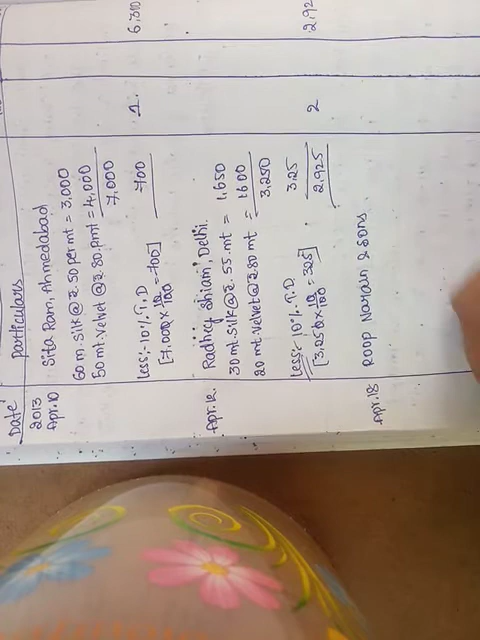 Date Particulars
2013
Apr.10 Sita Ram, Ahmedabad
60 m. silk @ ₹. 50 per mt = 3,000
50 mt. velvet @ ₹. 80. pmt = 4,000
7,000
Less:- 10%. T.D 700 1. 6.300
[7,000 x 10/100 = 700]
Apr.12. Radhey Shiam, Delhi.
30 mt. silk @ ₹. 55. mt = 1,650
20 mt. velvet @ ₹ 80 mt = 1600
3,250
Less:- 10%. T.D 3.25
[3,250 x 10/100 = 325] 2.925 2 2.92
Apr.18 Roop Narain & Sons